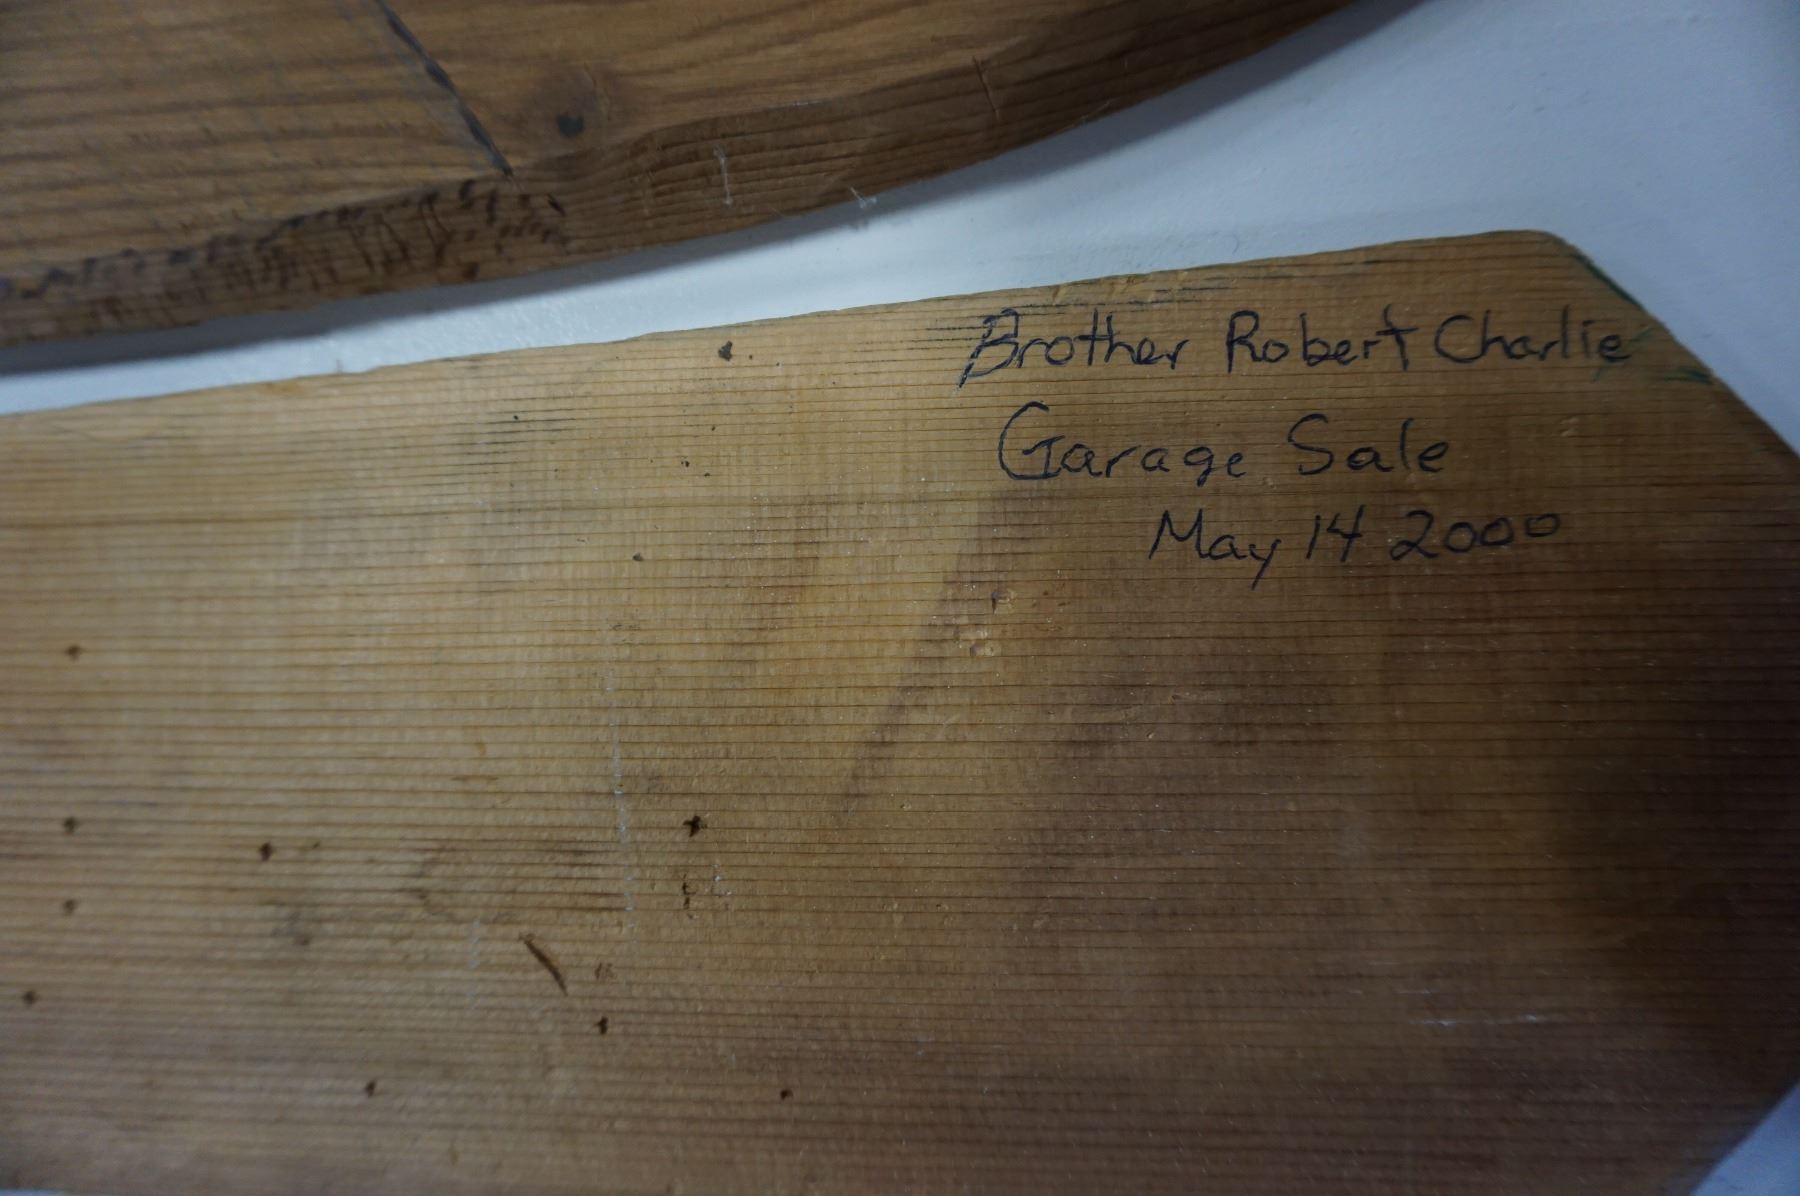 Brother Robert Charlie
Garage Sale
May 14 2000